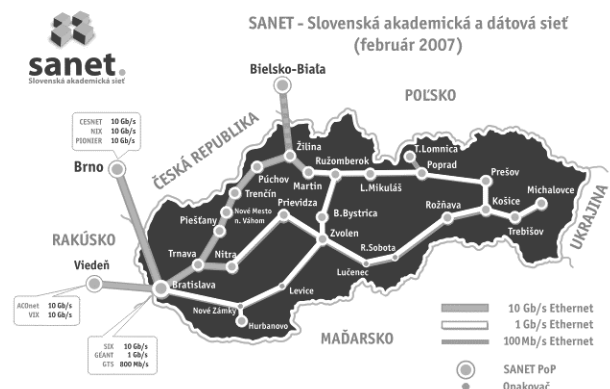 SANET - Slovenská akademická a dátová sieť
(február 2007)
sanet.
Slovenská akademická sieť
Bielsko-Biała
POĽSKO
CESNET 10 Gb/s
NIX 10 Gb/s
PIONIER 10 Gb/s
ČESKÁ REPUBLIKA
Brno
Žilina
T.Lomnica
Ružomberok
Poprad
Púchov
Martin
L.Mikuláš
Prešov
Trenčín
Michalovce
Prievidza
Košice
Rožňava
Piešťany
Nové Mesto
n. Váhom
B.Bystrica
Trebišov
UKRAJINA
RAKÚSKO
Zvolen
Trnava
Nitra
R.Sobota
Viedeň
Lučenec
Bratislava
Levice
ACOnet 10 Gb/s
VIX 10 Gb/s
Nové Zámky
Hurbanovo
MAĎARSKO
SIX 10 Gb/s
GÉANT 1 Gb/s
GTS 800 Mb/s
10 Gb/s Ethernet
1 Gb/s Ethernet
100 Mb/s Ethernet
SANET PoP
Opakovač